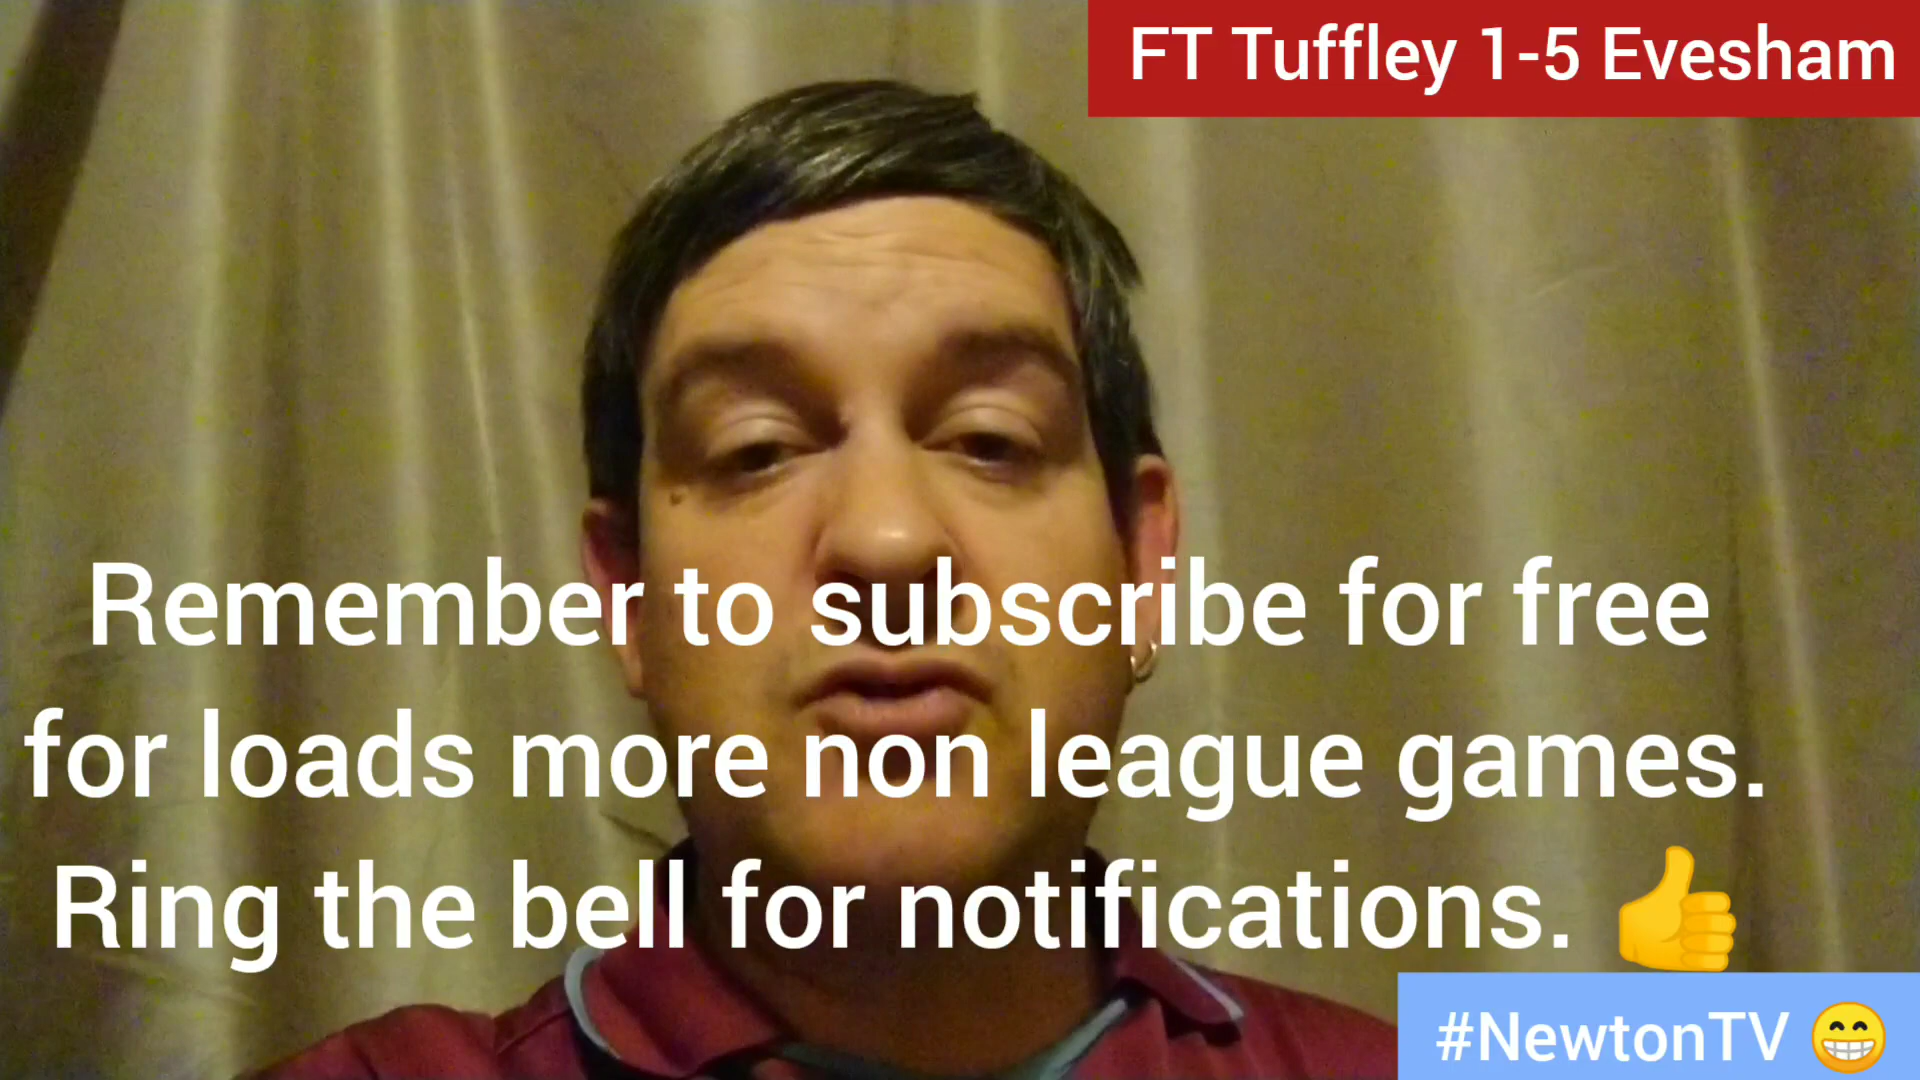 FT Tuffley 1-5 Evesham
Remember to subscribe for free
for loads more non league games.
Ring the bell for notifications. 👍
#NewtonTV 😁